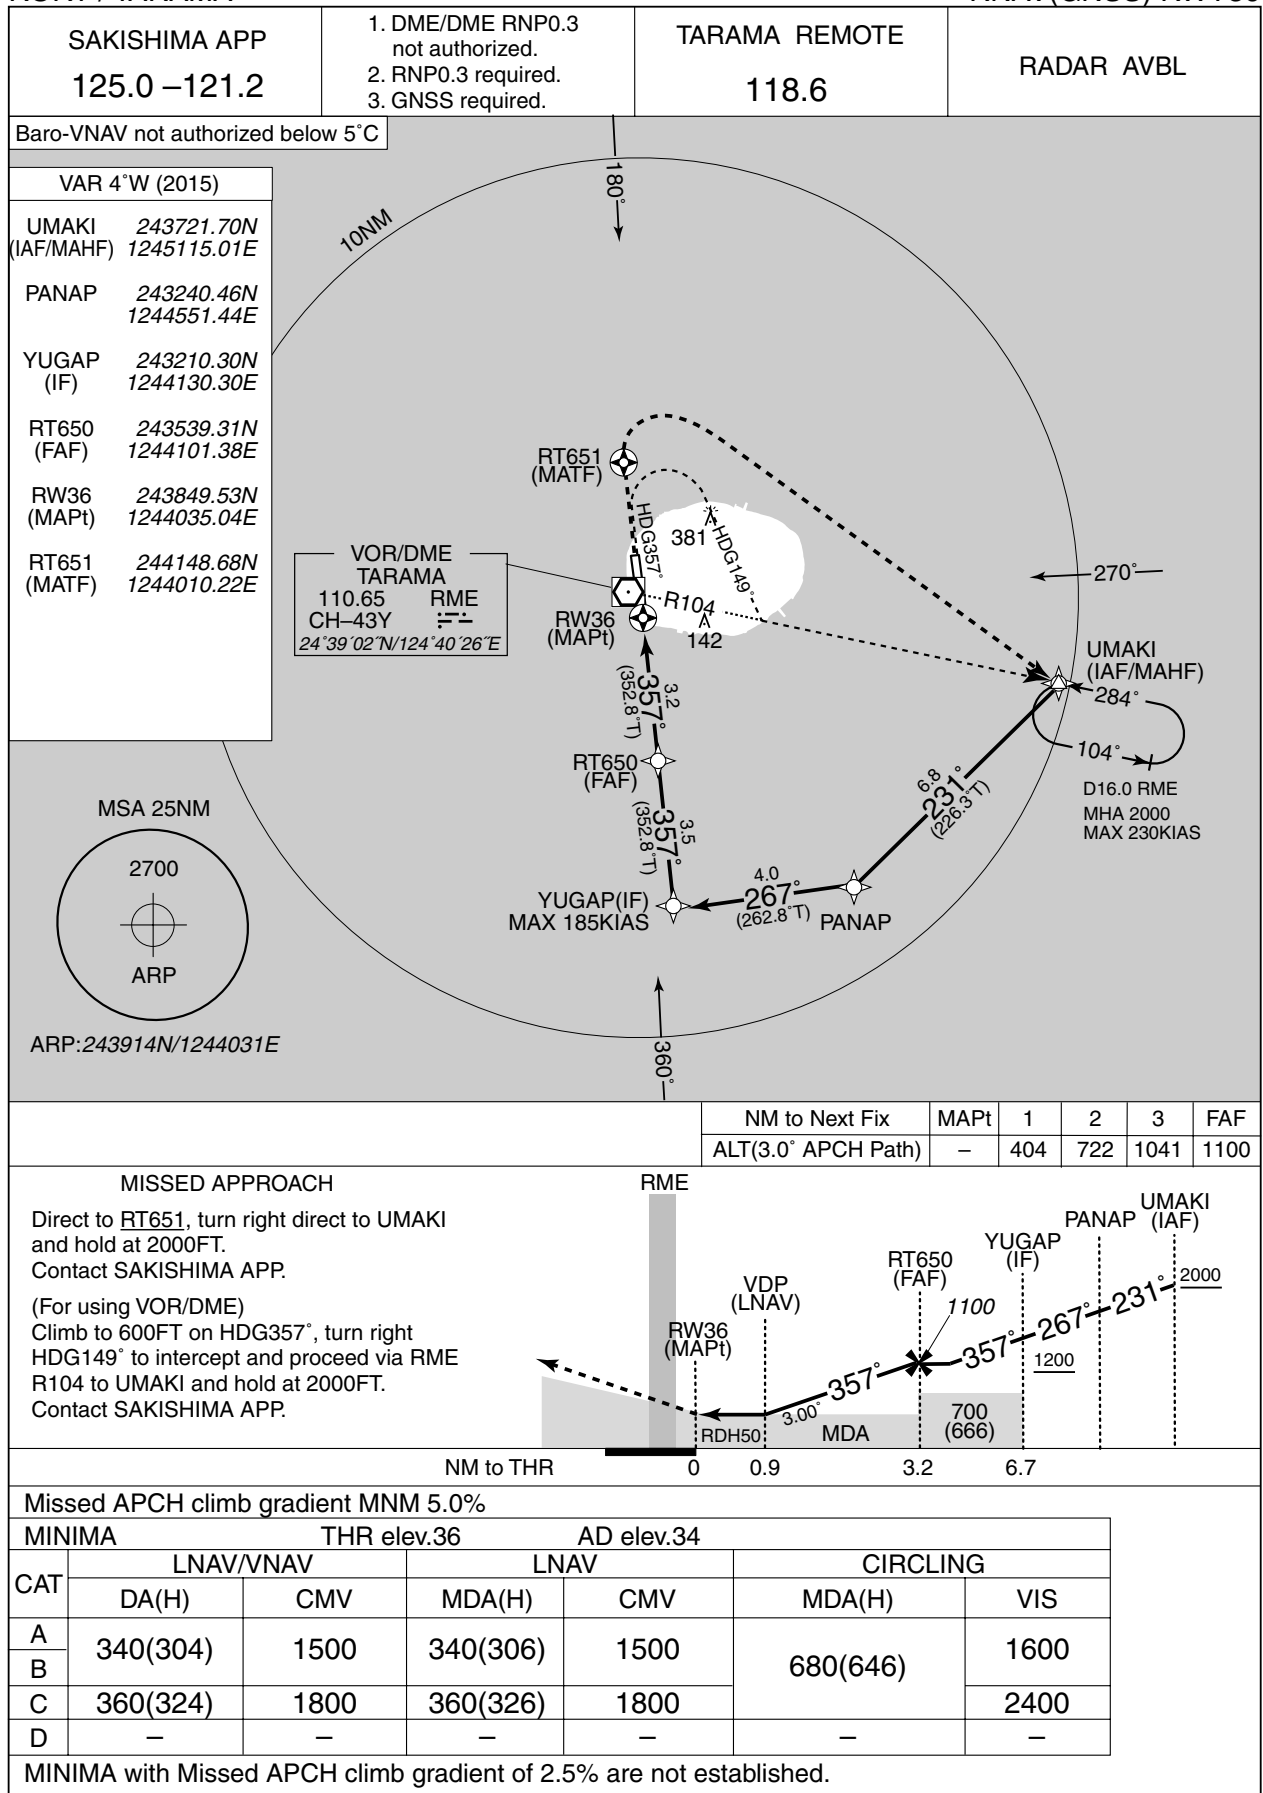 SAKISHIMA APP
125.0 –121.2
1. DME/DME RNP0.3
not authorized.
2. RNP0.3 required.
3. GNSS required.
TARAMA REMOTE
118.6
RADAR AVBL
Baro-VNAV not authorized below 5˚C
VAR 4˚W (2015)
UMAKI 243721.70N
(IAF/MAHF) 1245115.01E
PANAP 243240.46N
1244551.44E
YUGAP 243210.30N
(IF) 1244130.30E
RT650 243539.31N
(FAF) 1244101.38E
RW36 243849.53N
(MAPt) 1244035.04E
RT651 244148.68N
(MATF) 1244010.22E
180˚
10NM
RT651
(MATF)
HDG357˚
381
HDG149˚
VOR/DME
TARAMA
110.65 RME
CH–43Y
24˚39´02˝N/124˚40´26˝E
R104
RW36
(MAPt)
142
270˚
UMAKI
(IAF/MAHF)
284˚
104˚
D16.0 RME
MHA 2000
MAX 230KIAS
3.2
357˚
(352.8˚T)
RT650
(FAF)
3.5
357˚
(352.8˚T)
6.8
231˚
(226.3˚T)
4.0
267˚
(262.8˚T)
YUGAP(IF)
MAX 185KIAS
PANAP
MSA 25NM
2700
ARP
ARP:243914N/1244031E
360˚
NM to Next Fix MAPt 1 2 3 FAF
ALT(3.0˚ APCH Path) – 404 722 1041 1100
MISSED APPROACH
Direct to RT651, turn right direct to UMAKI
and hold at 2000FT.
Contact SAKISHIMA APP.
(For using VOR/DME)
Climb to 600FT on HDG357˚, turn right
HDG149˚ to intercept and proceed via RME
R104 to UMAKI and hold at 2000FT.
Contact SAKISHIMA APP.
RME
RW36
(MAPt)
VDP
(LNAV)
RT650
(FAF)
YUGAP
(IF)
PANAP
UMAKI
(IAF)
1100
2000
1200
357˚
357˚
267˚
231˚
3.00˚
RDH50
MDA
700
(666)
NM to THR 0 0.9 3.2 6.7
Missed APCH climb gradient MNM 5.0%
MINIMA THR elev.36 AD elev.34
CAT LNAV/VNAV LNAV CIRCLING
DA(H) CMV MDA(H) CMV MDA(H) VIS
A
B
340(304) 1500 340(306) 1500 680(646) 1600
C 360(324) 1800 360(326) 1800 2400
D – – – – – –
MINIMA with Missed APCH climb gradient of 2.5% are not established.